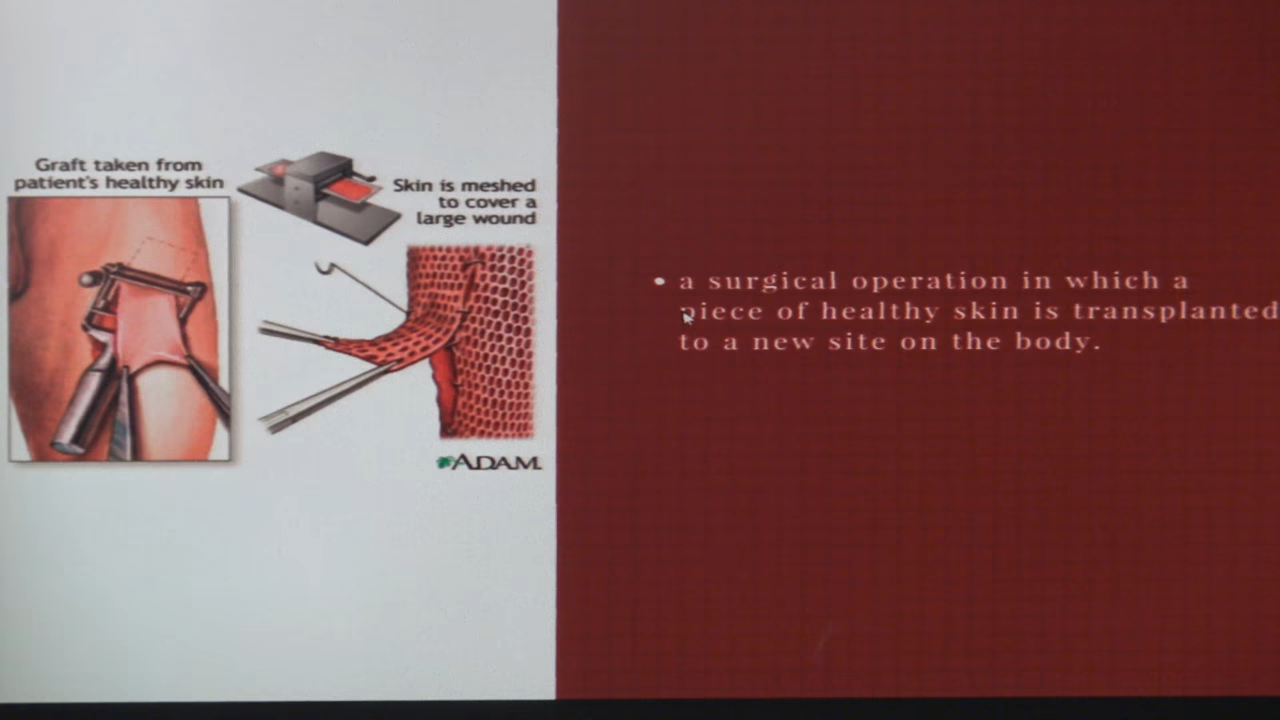 Graft taken from
patient's healthy skin
Skin is meshed
to cover a
large wound
ADAM.
• a surgical operation in which a
piece of healthy skin is transplanted
to a new site on the body.